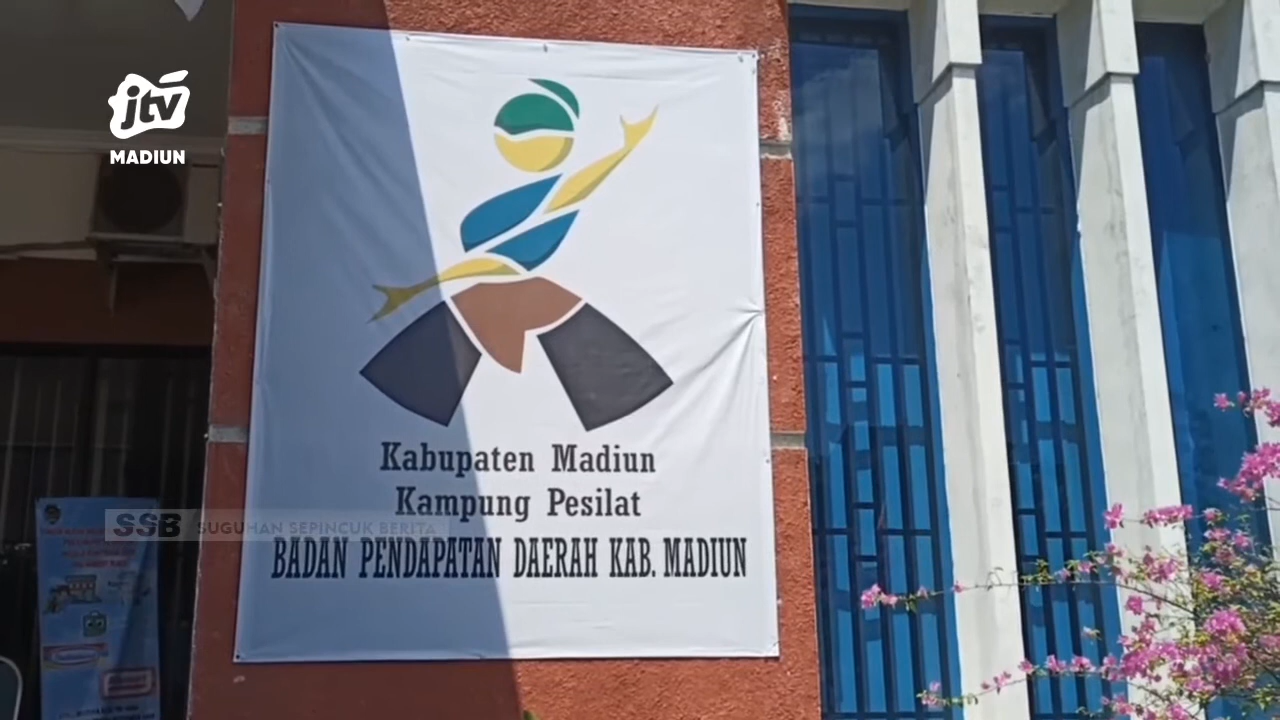 jtv
MADIUN
Kabupaten Madiun
Kampung Pesilat
SSB SUGUHAN SEPINCUK BERITA
BADAN PENDAPATAN DAERAH KAB. MADIUN